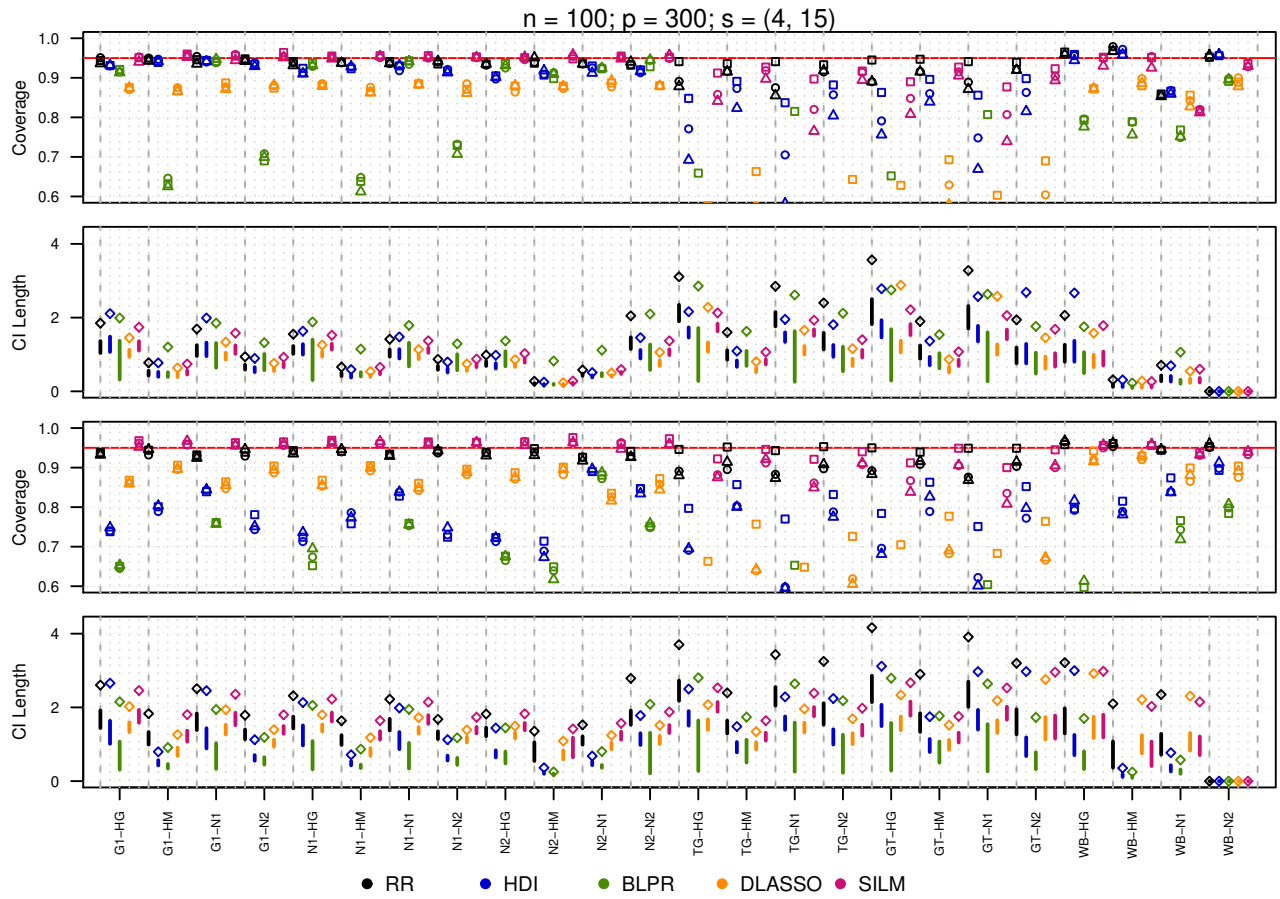 n = 100; p = 300; s = (4, 15)
Coverage
1.0
0.9
0.8
0.7
0.6
CI Length
4
2
0
Coverage
1.0
0.9
0.8
0.7
0.6
CI Length
4
2
0
G1−HG G1−HM G1−N1 G1−N2 N1−HG N1−HM N1−N1 N1−N2 N2−HG N2−HM N2−N1 N2−N2 TG−HG TG−HM TG−N1 TG−N2 GT−HG GT−HM GT−N1 GT−N2 WB−HG WB−HM WB−N1 WB−N2
RR HDI BLPR DLASSO SILM